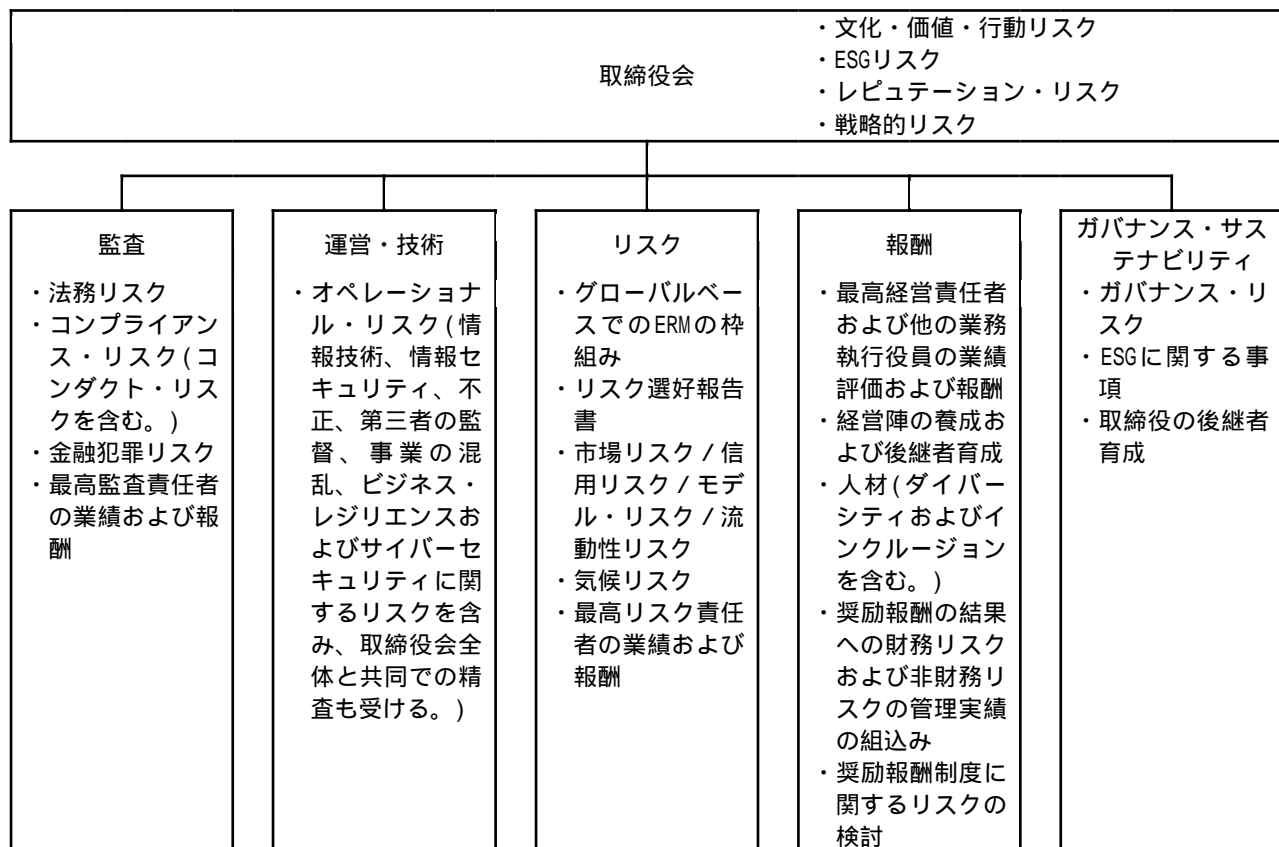 取締役会
・文化・価値・行動リスク
・ESGリスク
・レピュテーション・リスク
・戦略的リスク
監査
・法務リスク
・コンプライアン
ス・リスク(コ
ンダクト・リス
クを含む。)
・金融犯罪リスク
・最高監査責任者
の業績および報
酬
運営・技術
・オペレーショナ
ル・リスク(情
報技術、情報セ
キュリティ、不
正、第三者の監
督、事業の混
乱、ビジネス・
レジリエンスお
よびサイバーセ
キュリティに関
するリスクを含
み、取締役会全
体と共同での精
査も受ける。)
リスク
・グローバルベー
スでのERMの枠
組み
・リスク選好報告
書
・市場リスク/信
用リスク/モデ
ル・リスク/流
動性リスク
・気候リスク
・最高リスク責任
者の業績および
報酬
報酬
・最高経営責任者
および他の業務
執行役員の業績
評価および報酬
・経営陣の養成お
よび後継者育成
・人材(ダイバー
シティおよびイ
ンクルージョン
を含む。)
・奨励報酬の結果
への財務リスク
および非財務リ
スクの管理実績
の組込み
・奨励報酬制度に
関するリスクの
検討
ガバナンス・サス
テナビリティ
・ガバナンス・リ
スク
・ESGに関する事
項
・取締役の後継者
育成